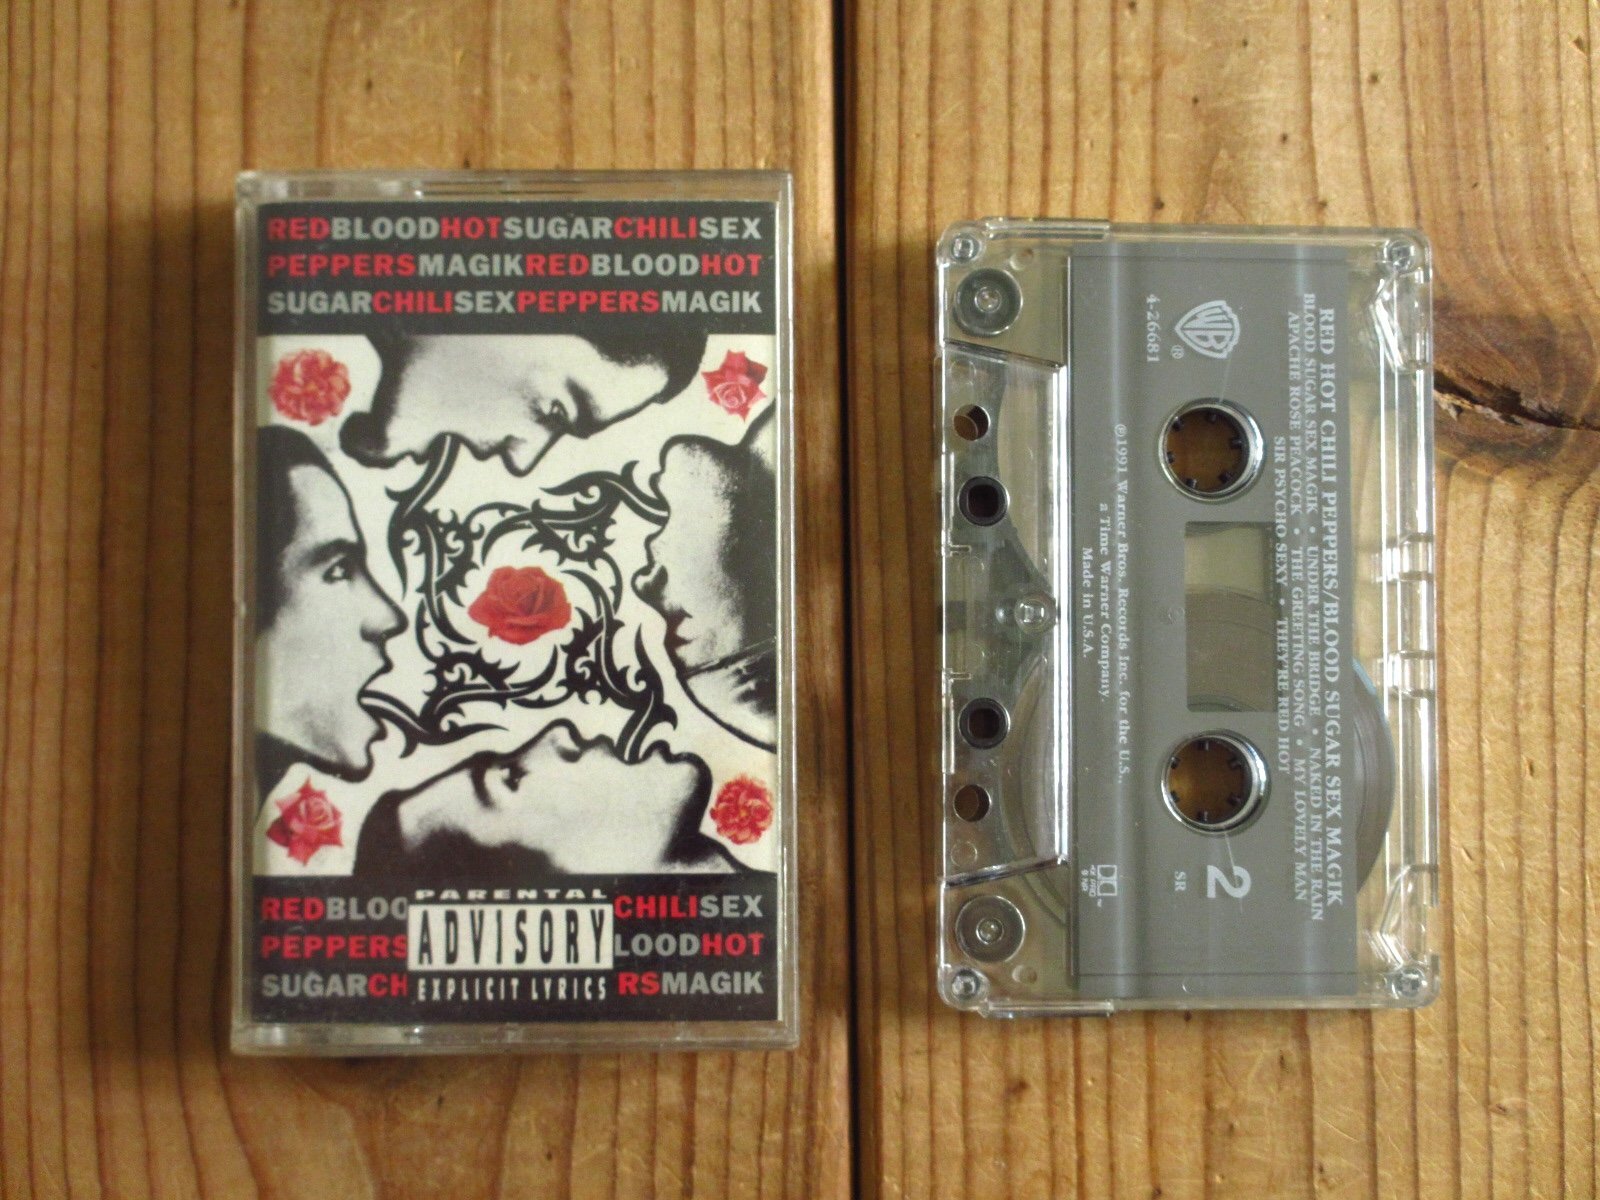 REDBLOODHOTSUGARCHILISEX
PEPPERSMAGIKREDBLOODHOT
SUGARCHILISEXPEPPERSMAGIK
REDBLOO
CHILISEX
PEPPERS
LOODHOT
SUGARCH
RSMAGIK
PARENTAL
ADVISORY
EXPLICIT LYRICS
RED HOT CHILI PEPPERS/BLOOD SUGAR SEX MAGIK
BLOOD SUGAR SEX MAGIK • UNDER THE BRIDGE • NAKED IN THE RAIN
APACHE ROSE PEACOCK • THE GREETING SONG • MY LOVELY MAN
SIR PSYCHO SEXY • THEY'RE RED HOT
WB
®
4-26681
2
SR
℗1991 Warner Bros. Records Inc. for the U.S.,
a Time Warner Company.
Made in U.S.A.